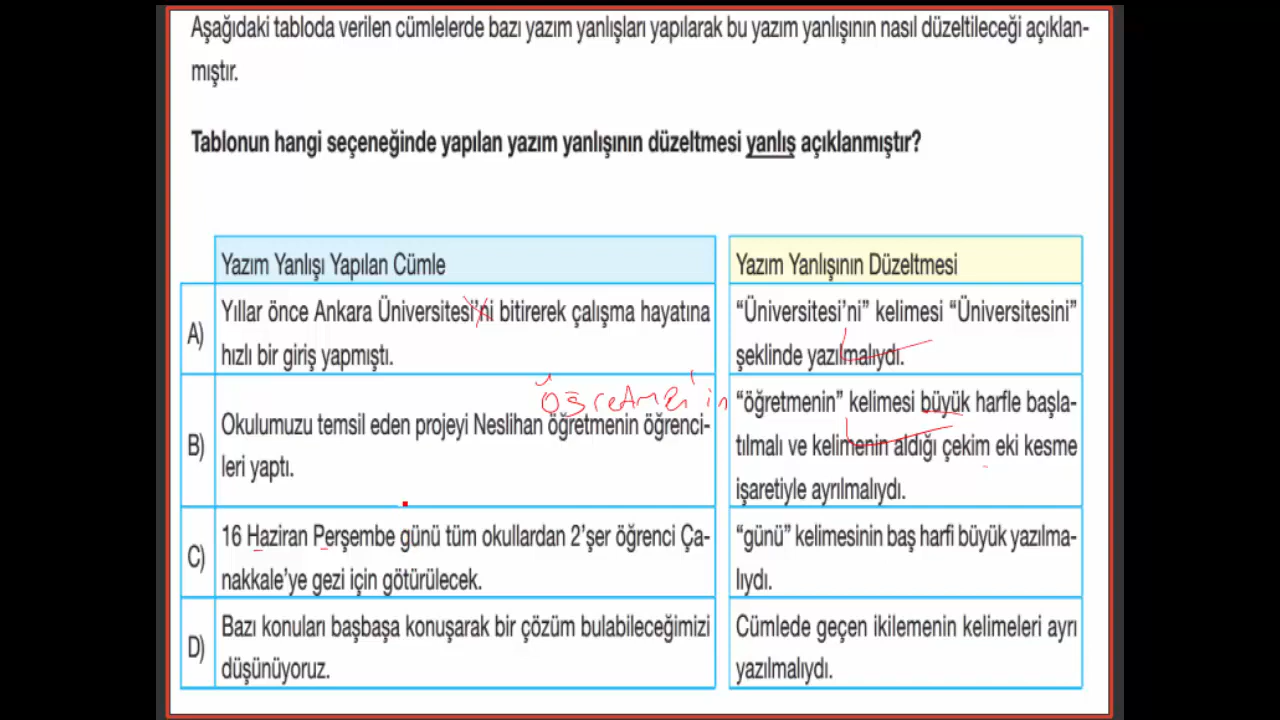 Aşağıdaki tabloda verilen cümlelerde bazı yazım yanlışları yapılarak bu yazım yanlışının nasıl düzeltileceği açıklan-
mıştır.
Tablonun hangi seçeneğinde yapılan yazım yanlışının düzeltmesi yanlış açıklanmıştır?
Yazım Yanlışı Yapılan Cümle
Yazım Yanlışının Düzeltmesi
A)
Yıllar önce Ankara Üniversitesi’ni bitirerek çalışma hayatına
hızlı bir giriş yapmıştı.
“Üniversitesi’ni” kelimesi “Üniversitesini”
şeklinde yazılmalıydı.
B)
Okulumuzu temsil eden projeyi Neslihan öğretmenin öğrenci-
leri yaptı.
“öğretmenin” kelimesi büyük harfle başla-
tılmalı ve kelimenin aldığı çekim eki kesme
işaretiyle ayrılmalıydı.
C)
16 Haziran Perşembe günü tüm okullardan 2’şer öğrenci Ça-
nakkale’ye gezi için götürülecek.
“günü” kelimesinin baş harfi büyük yazılma-
lıydı.
D)
Bazı konuları başbaşa konuşarak bir çözüm bulabileceğimizi
düşünüyoruz.
Cümlede geçen ikilemenin kelimeleri ayrı
yazılmalıydı.